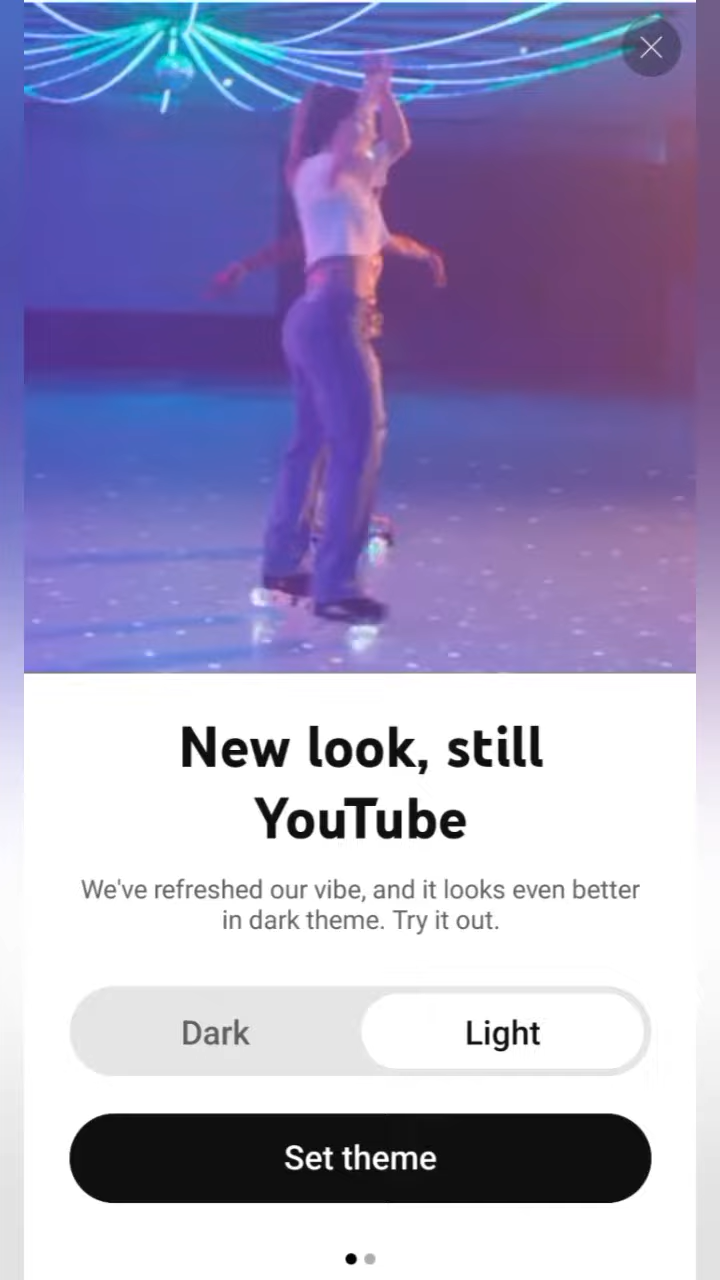 New look, still
YouTube
We've refreshed our vibe, and it looks even better
in dark theme. Try it out.
Dark
Light
Set theme